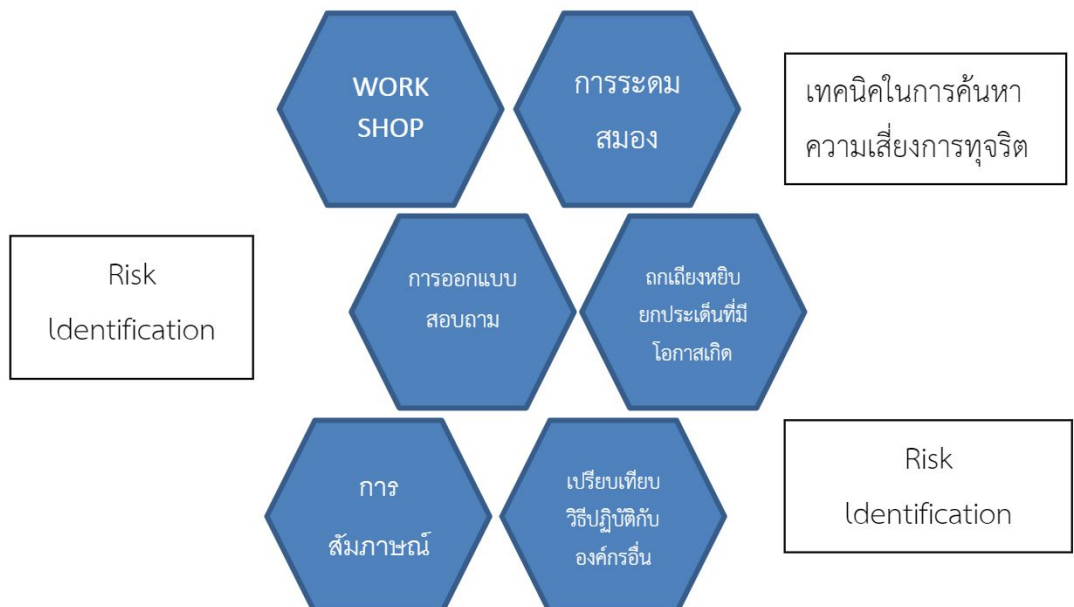 WORK
SHOP
การระดม
สมอง
เทคนิคในการค้นหา
ความเสี่ยงการทุจริต
Risk
ldentification
การออกแบบ
สอบถาม
ถกเถียงหยิบ
ยกประเด็นที่มี
โอกาสเกิด
การ
สัมภาษณ์
เปรียบเทียบ
วิธีปฏิบัติกับ
องค์กรอื่น
Risk
ldentification